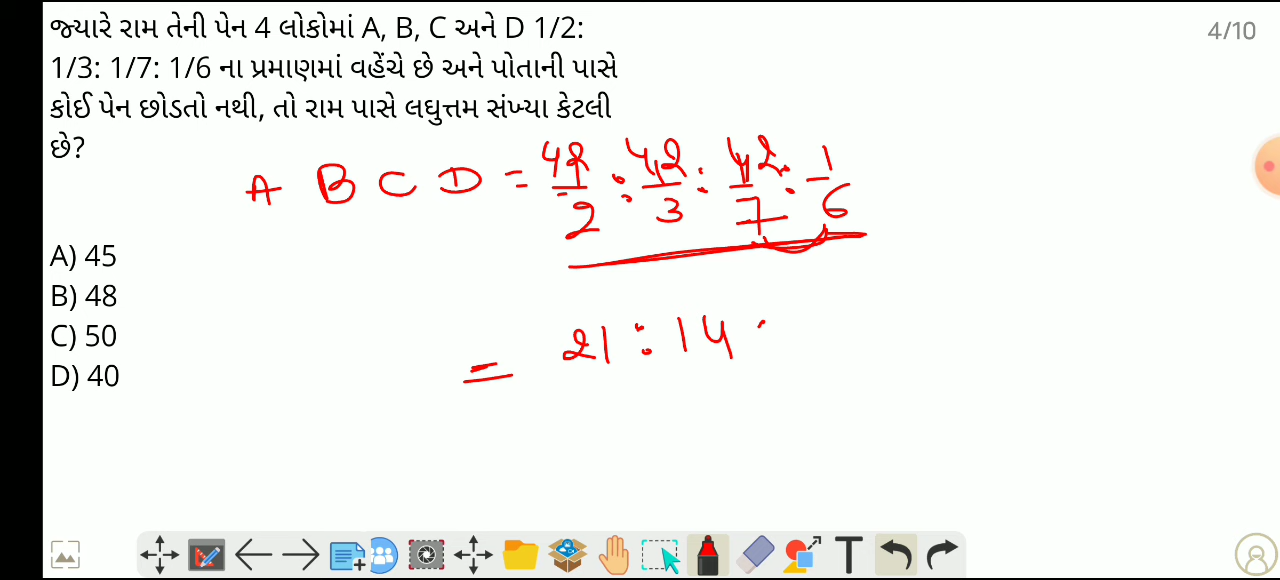 જ્યારે રામ તેની પેન 4 લોકોમાં A, B, C અને D 1/2:
4/10
1/3: 1/7: 1/6 ના પ્રમાણમાં વહેંચે છે અને પોતાની પાસે
કોઈ પેન છોડતો નથી, તો રામ પાસે લઘુત્તમ સંખ્યા કેટલી
છે?
A B C D = 42/2 : 42/3 : 42/7 : 1/6
A) 45
B) 48
C) 50
D) 40
= 21 : 14
T